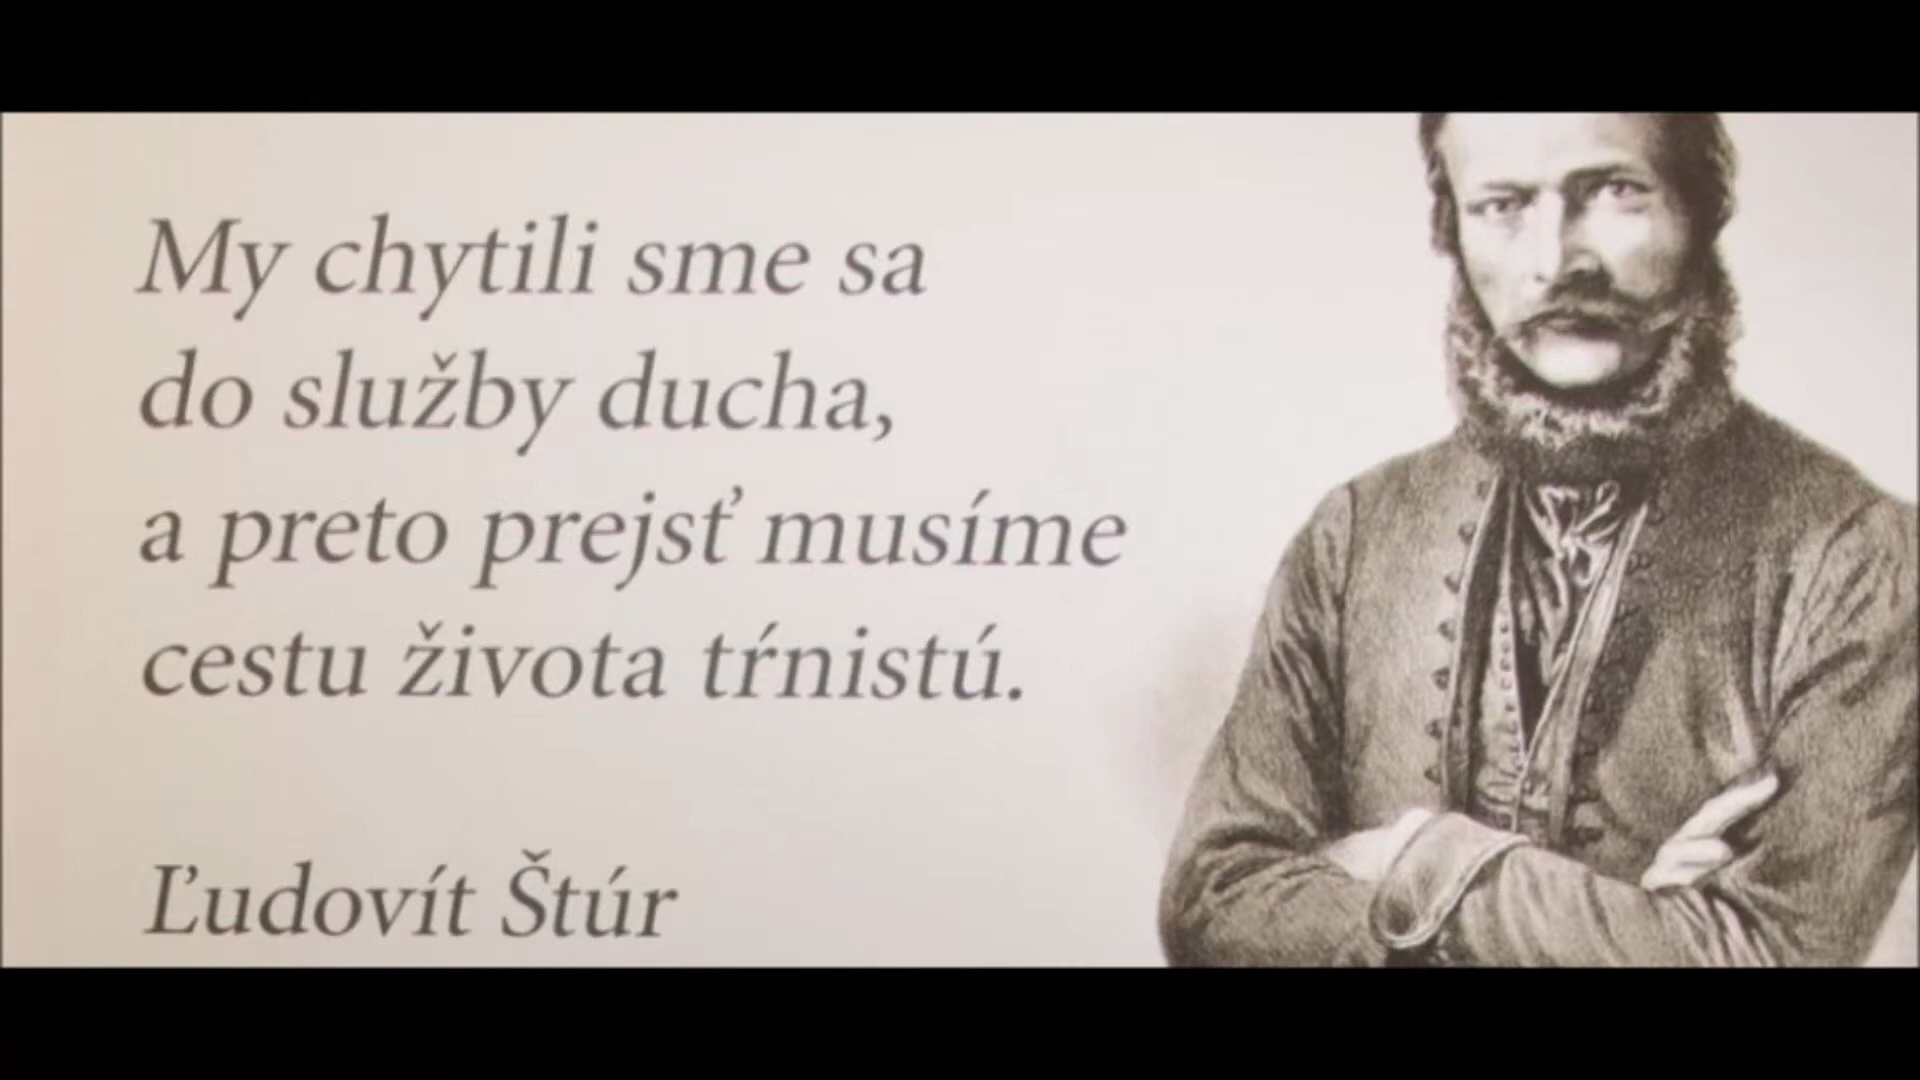 My chytili sme sa
do služby ducha,
a preto prejsť musíme
cestu života tŕnistú.
Ľudovít Štúr